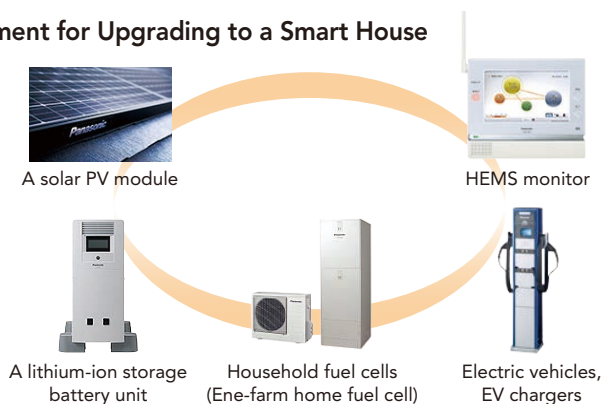 ment for Upgrading to a Smart House
Panasonic
A solar PV module
HEMS monitor
A lithium-ion storage
battery unit
Household fuel cells
(Ene-farm home fuel cell)
Electric vehicles,
EV chargers